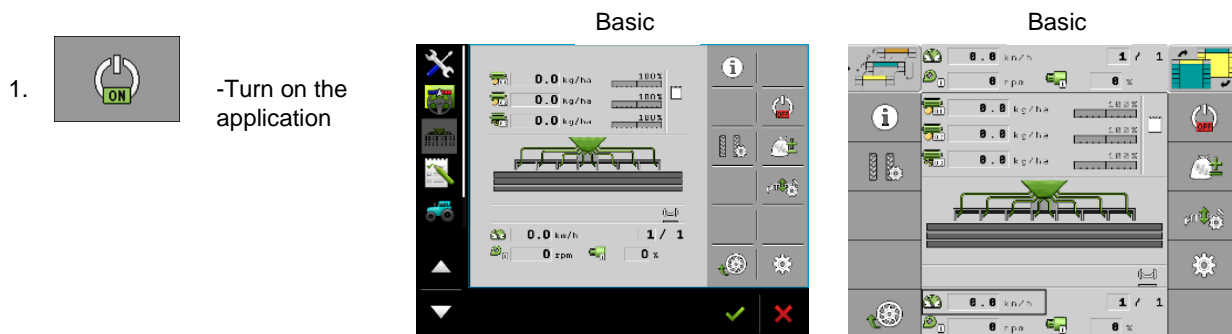 Basic
Basic
1.
ON
-Turn on the
application
0.0 kg/ha 100%
0.0 kg/ha 100%
0.0 kg/ha 100%
0.0 km/h 1 / 1
0 rpm 0 %
i
OFF
0.0 km/h 1 / 1
0 rpm 0 %
i
0.0 kg/ha 100%
0.0 kg/ha 100%
0.0 kg/ha 100%
OFF
0.0 km/h 1 / 1
0 rpm 0 %